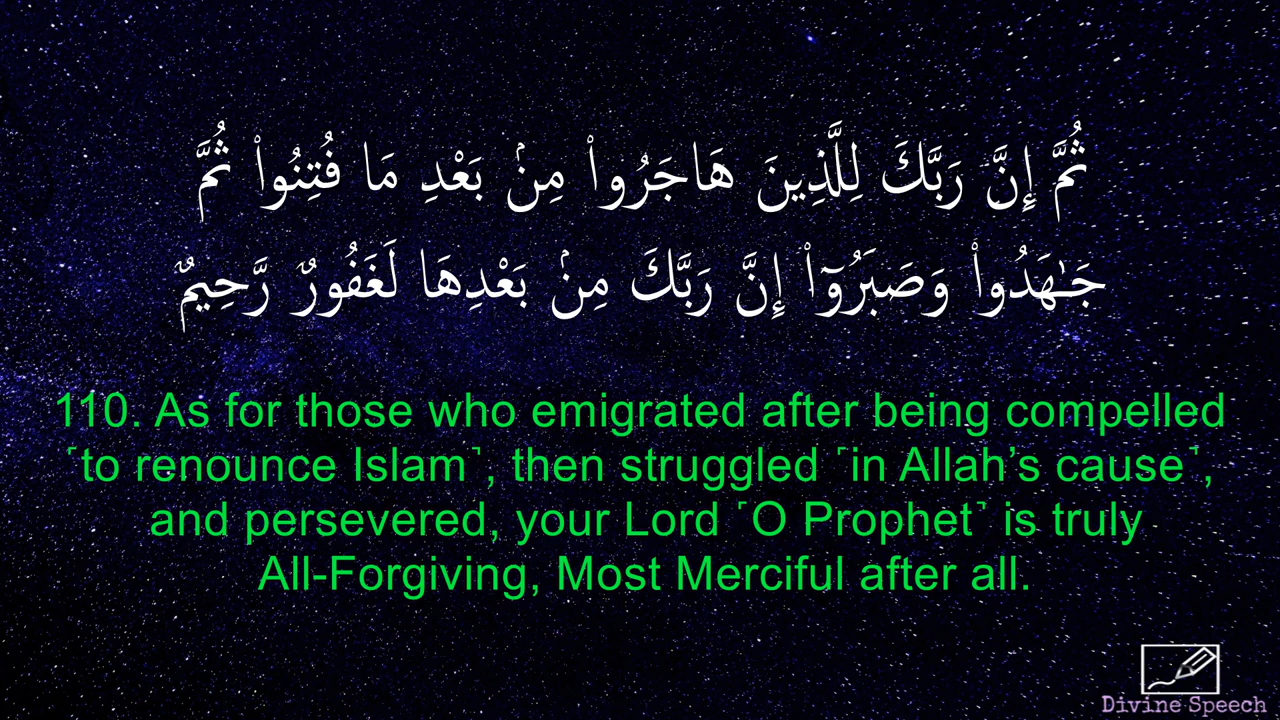 ثُمَّ إِنَّ رَبَّكَ لِلَّذِينَ هَاجَرُوا۟ مِنۢ بَعْدِ مَا فُتِنُوا۟ ثُمَّ
جَـٰهَدُوا۟ وَصَبَرُوٓا۟ إِنَّ رَبَّكَ مِنۢ بَعْدِهَا لَغَفُورٌ رَّحِيمٌ
110. As for those who emigrated after being compelled
˹to renounce Islam˺, then struggled ˹in Allah’s cause˺,
and persevered, your Lord ˹O Prophet˺ is truly
All-Forgiving, Most Merciful after all.
Divine Speech